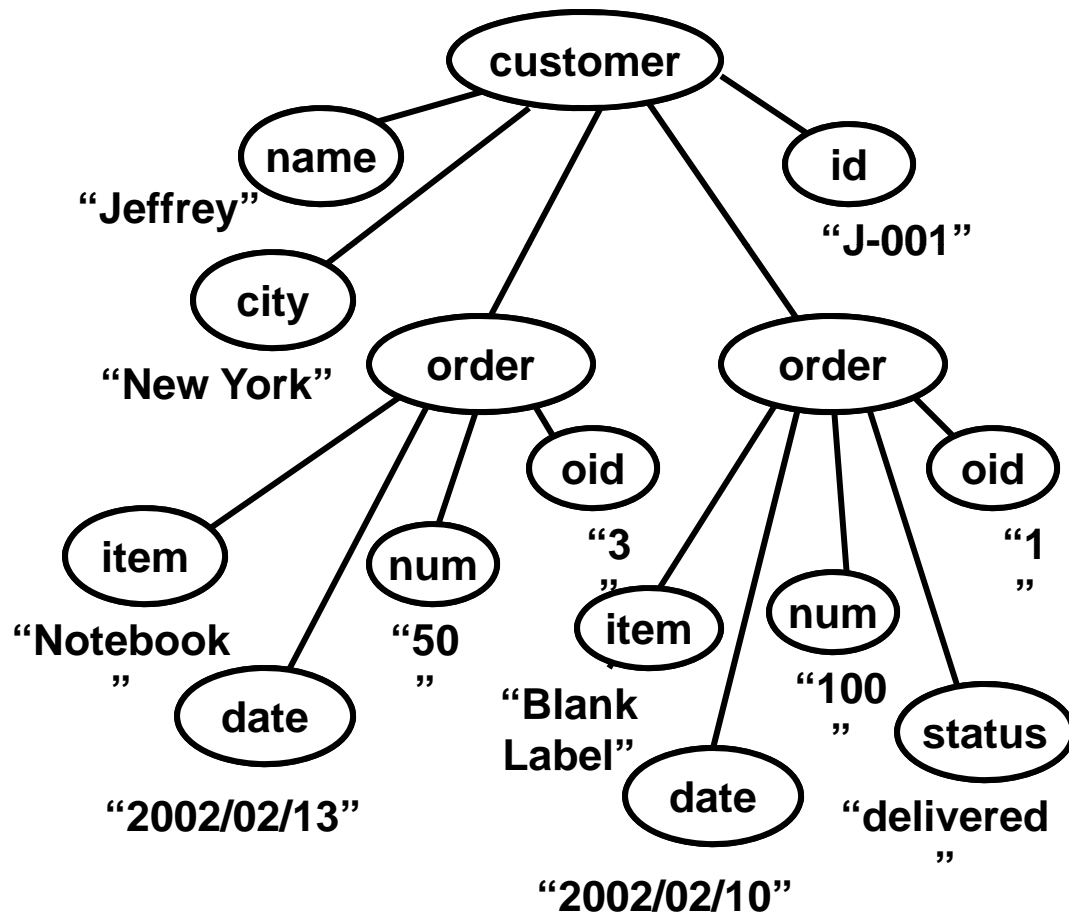 customer
name
id
“Jeffrey”
“J-001”
city
“New York”
order
order
oid
oid
item
num
“3
”
“1
”
item
num
“Notebook
”
“50
”
“Blank
Label”
“100
”
date
status
date
“2002/02/13”
“delivered
”
“2002/02/10”